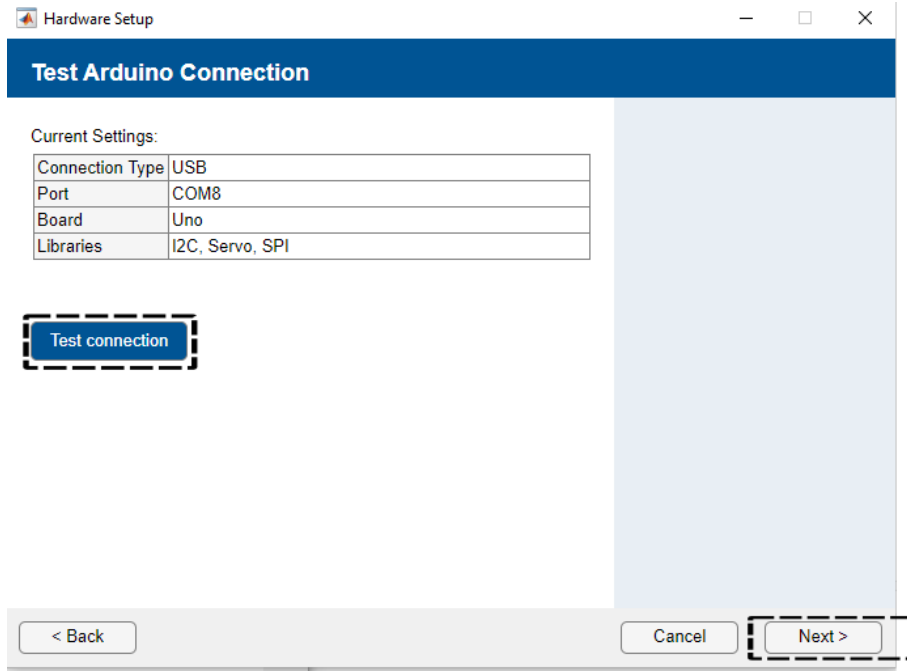 Hardware Setup
Test Arduino Connection
Current Settings:
Connection Type USB
Port COM8
Board Uno
Libraries I2C, Servo, SPI
Test connection
< Back Cancel Next >